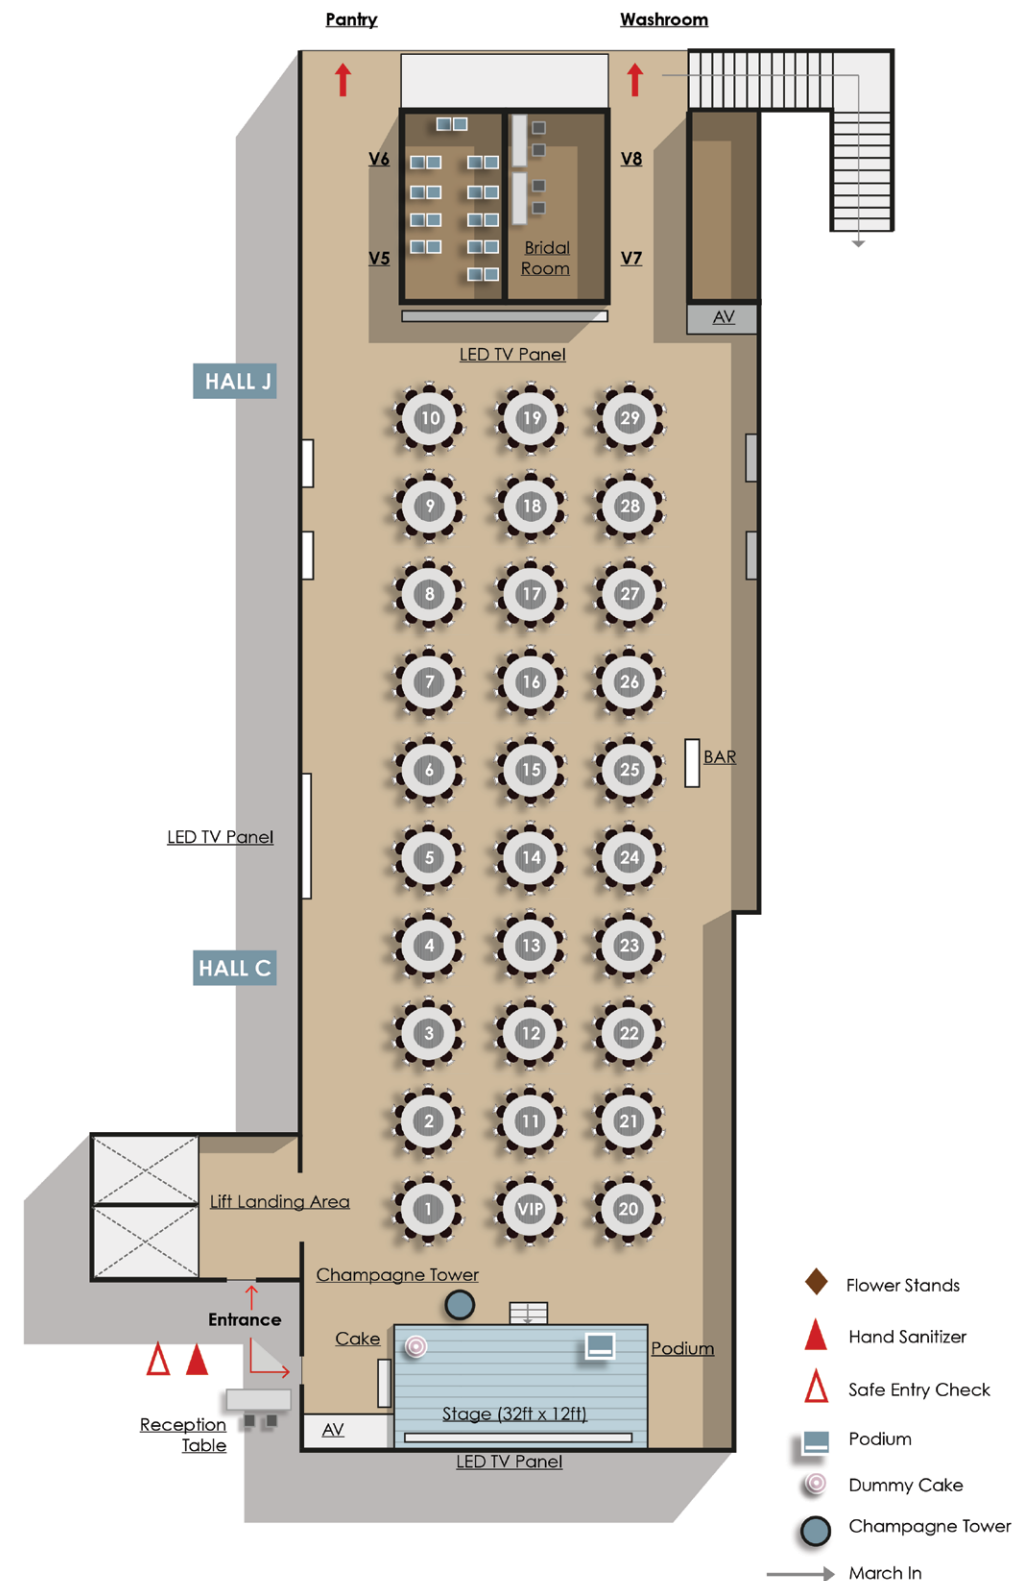 Pantry
Washroom
V6
V8
V5
Bridal
Room
V7
AV
LED TV Panel
HALL J
10
19
29
9
18
28
8
17
27
7
16
26
6
15
25
BAR
LED TV Panel
5
14
24
4
13
23
HALL C
3
12
22
2
11
21
Lift Landing Area
1
VIP
20
Champagne Tower
Entrance
Cake
Podium
Stage (32ft x 12ft)
Reception
Table
AV
LED TV Panel
Flower Stands
Hand Sanitizer
Safe Entry Check
Podium
Dummy Cake
Champagne Tower
March In